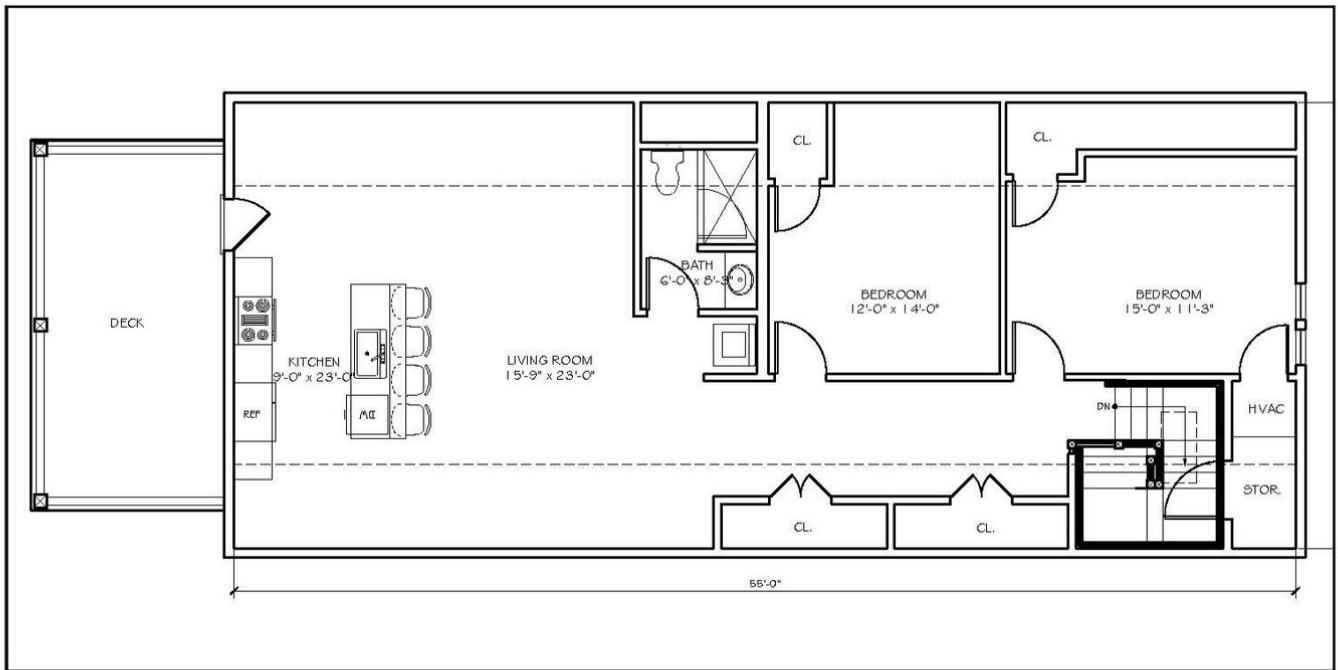 CL.
CL.
BATH
6'-0" x 8'-3"
BEDROOM
12'-0" x 14'-0"
BEDROOM
15'-0" x 11'-3"
DECK
KITCHEN
9'-0" x 23'-0"
LIVING ROOM
15'-9" x 23'-0"
REF
DW
DN
HVAC
STOR.
CL.
CL.
55'-0"